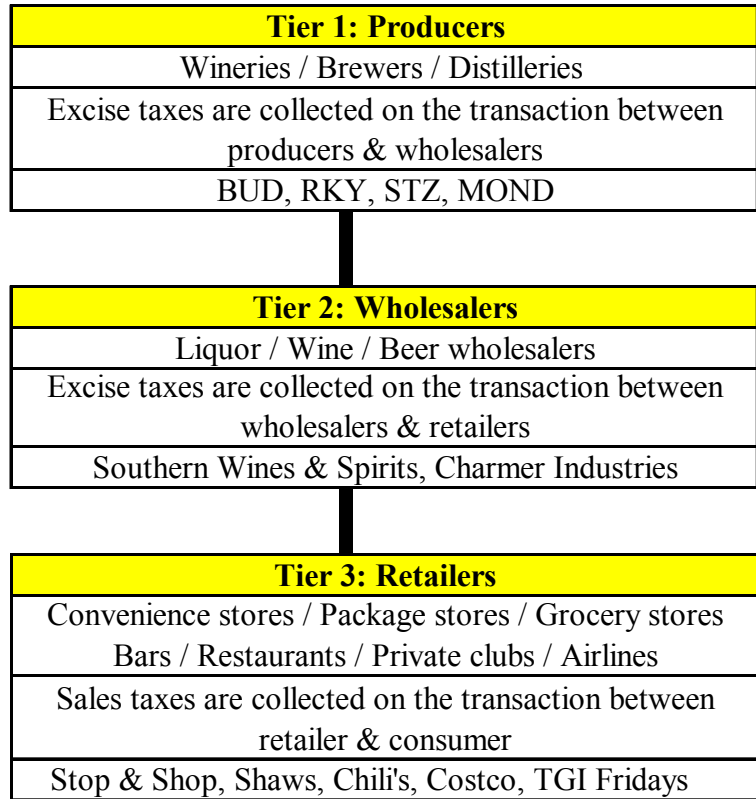 Tier 1: Producers
Wineries / Brewers / Distilleries
Excise taxes are collected on the transaction between
producers & wholesalers
BUD, RKY, STZ, MOND
Tier 2: Wholesalers
Liquor / Wine / Beer wholesalers
Excise taxes are collected on the transaction between
wholesalers & retailers
Southern Wines & Spirits, Charmer Industries
Tier 3: Retailers
Convenience stores / Package stores / Grocery stores
Bars / Restaurants / Private clubs / Airlines
Sales taxes are collected on the transaction between
retailer & consumer
Stop & Shop, Shaws, Chili's, Costco, TGI Fridays